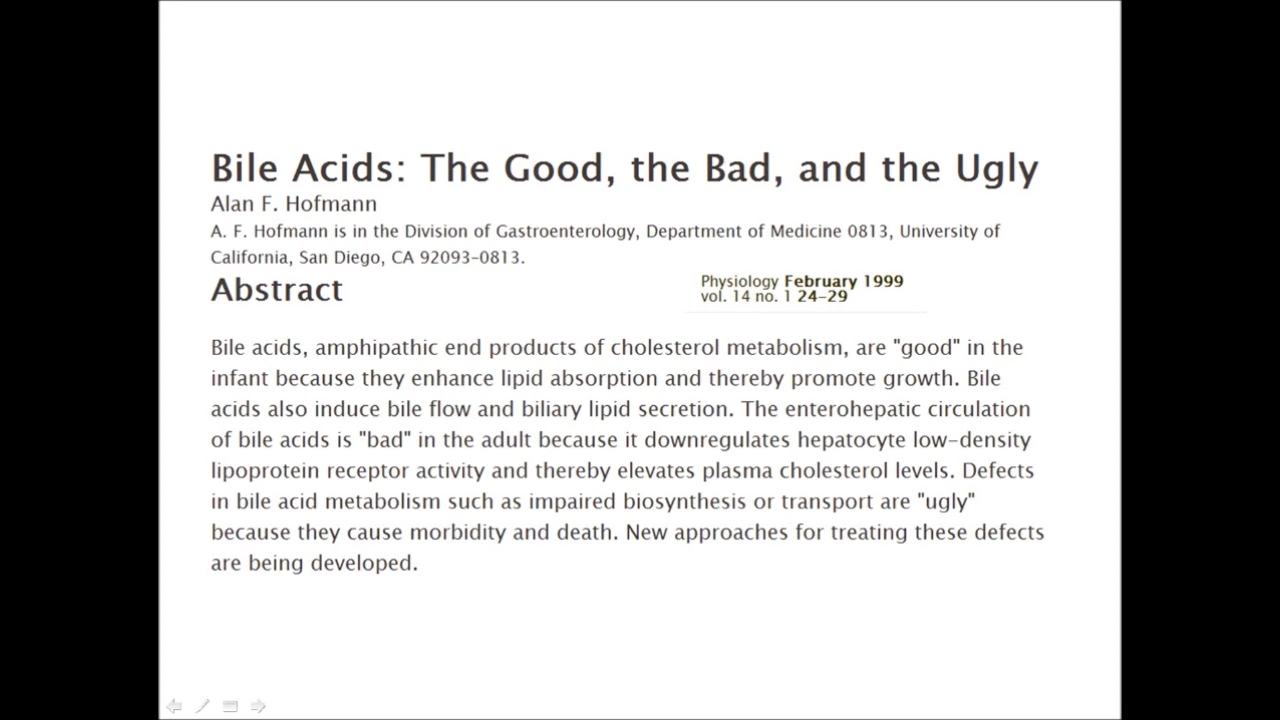 Bile Acids: The Good, the Bad, and the Ugly
Alan F. Hofmann
A. F. Hofmann is in the Division of Gastroenterology, Department of Medicine 0813, University of
California, San Diego, CA 92093-0813.
Abstract
Physiology February 1999
vol. 14 no. 1 24-29
Bile acids, amphipathic end products of cholesterol metabolism, are "good" in the
infant because they enhance lipid absorption and thereby promote growth. Bile
acids also induce bile flow and biliary lipid secretion. The enterohepatic circulation
of bile acids is "bad" in the adult because it downregulates hepatocyte low-density
lipoprotein receptor activity and thereby elevates plasma cholesterol levels. Defects
in bile acid metabolism such as impaired biosynthesis or transport are "ugly"
because they cause morbidity and death. New approaches for treating these defects
are being developed.